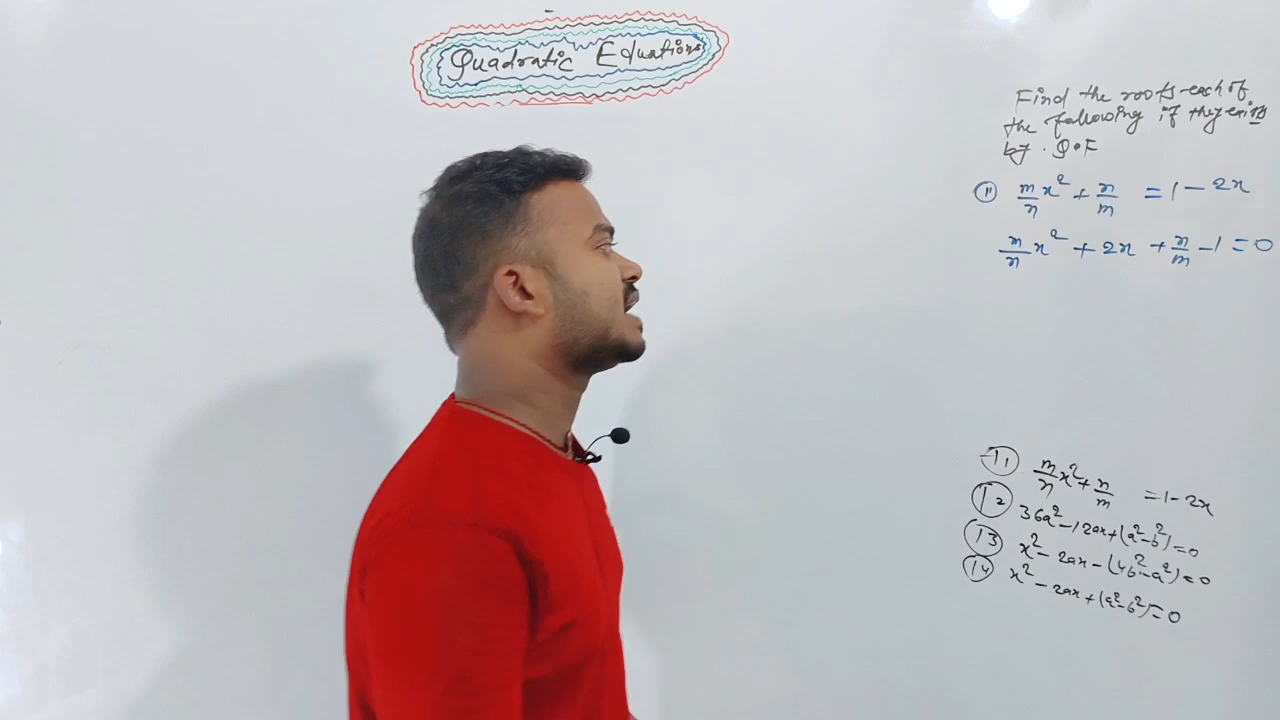 Quadratic Equations
Find the roots each of
the following if they exists
by . Q.F
⑪ m/n x² + n/m = 1 - 2x
m/n x² + 2x + n/m - 1 = 0
⑪ m/n x² + n/m = 1 - 2x
⑫ 36a² - 12ax + (a² - b²) = 0
⑬ x² - 2ax - (4b² - a²) = 0
⑭ x² - 2ax + (a² - b²) = 0